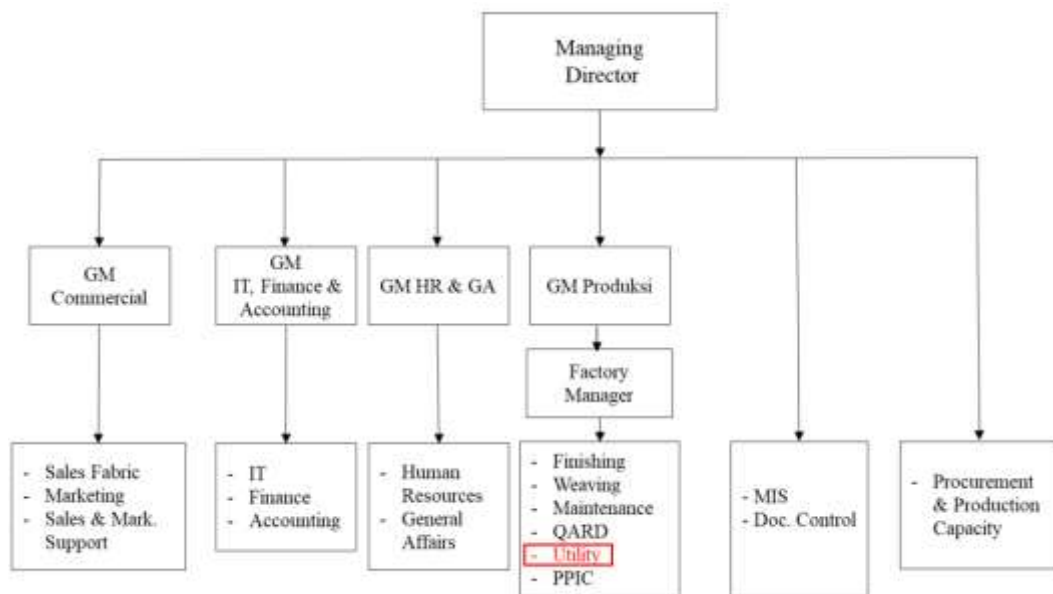 Managing
Director
GM
Commercial
GM
IT, Finance &
Accounting
GM HR & GA
GM Produksi
Factory
Manager
- Sales Fabric
- Marketing
- Sales & Mark.
Support
- IT
- Finance
- Accounting
- Human
Resources
- General
Affairs
- Finishing
- Weaving
- Maintenance
- QARD
- Utility
- PPIC
- MIS
- Doc. Control
- Procurement
& Production
Capacity